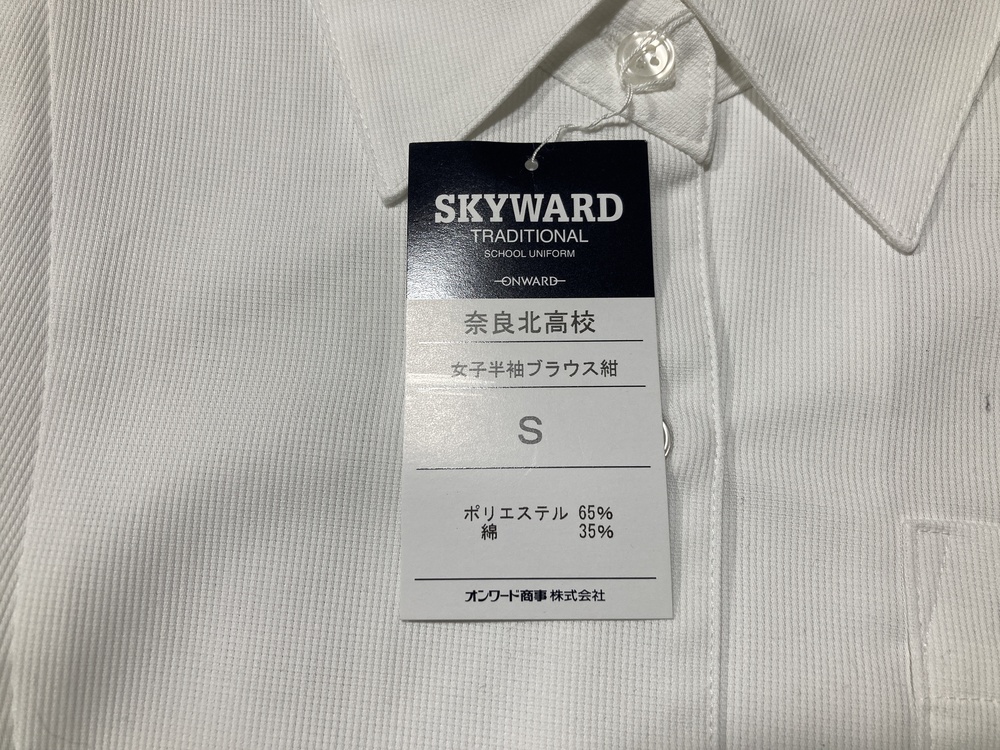 SKYWARD
TRADITIONAL
SCHOOL UNIFORM
ONWARD
奈良北高校
女子半袖ブラウス紺
S
ポリエステル 65%
綿 35%
オンワード商事 株式会社